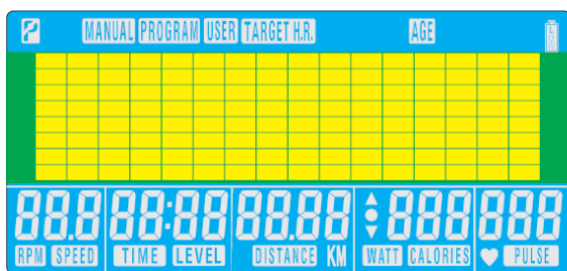 MANUAL PROGRAM USER TARGET H.R. AGE
88.8 88:88 88.88 888 888
RPM SPEED TIME LEVEL DISTANCE KM WATT CALORIES PULSE